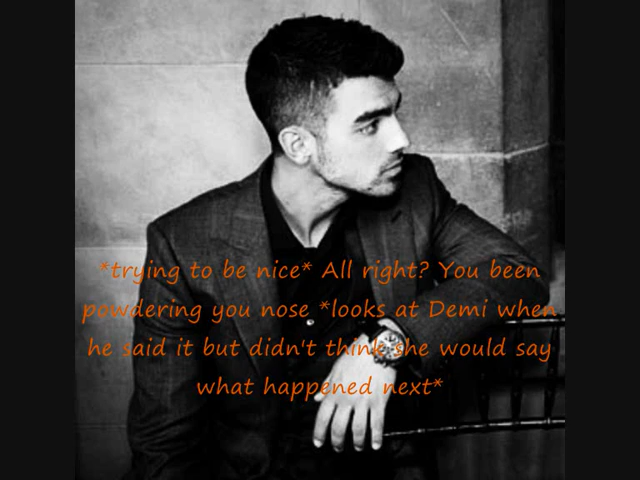 *trying to be nice* All right? You been
powdering you nose *looks at Demi when
he said it but didn't think she would say
what happened next*